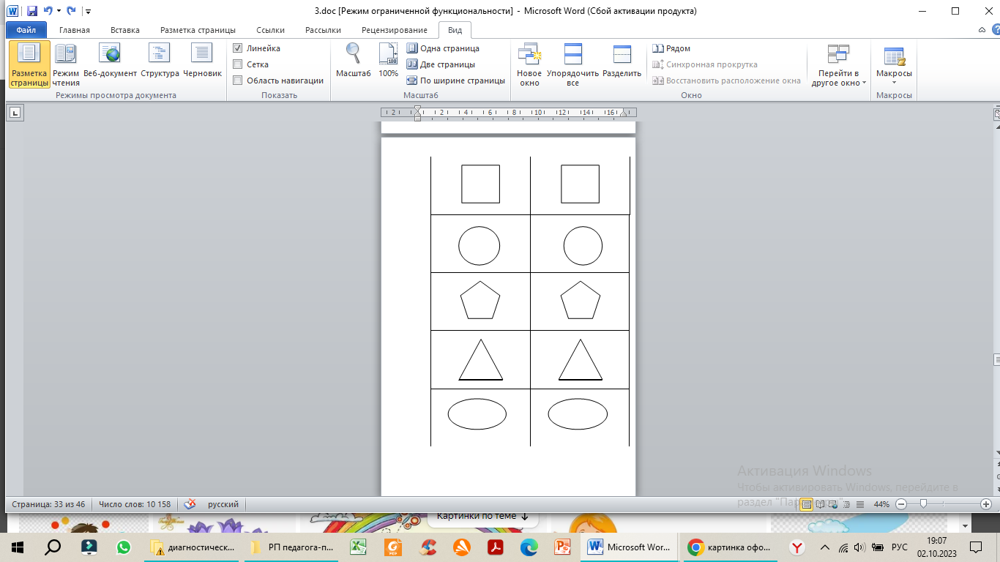 3.doc [Режим ограниченной функциональности] - Microsoft Word (Сбой активации продукта)
Файл Главная Вставка Разметка страницы Ссылки Рассылки Рецензирование Вид
Разметка страницы
Режим чтения
Веб-документ
Структура
Черновик
Режимы просмотра документа
Линейка
Сетка
Область навигации
Показать
Масштаб
100%
Одна страница
Две страницы
По ширине страницы
Масштаб
Новое окно
Упорядочить все
Разделить
Рядом
Синхронная прокрутка
Восстановить расположение окна
Перейти в другое окно
Окно
Макросы
Макросы
2 2 4 6 8 10 12 14 16
Активация Windows
Чтобы активировать Windows, перейдите в
раздел "Пар
Страница: 33 из 46 Число слов: 10 158 русский 44%
Картинки по теме ↓
диагностическ... РП педагога-п... Microsoft Wor... картинка офо... РУС
19:07
02.10.2023